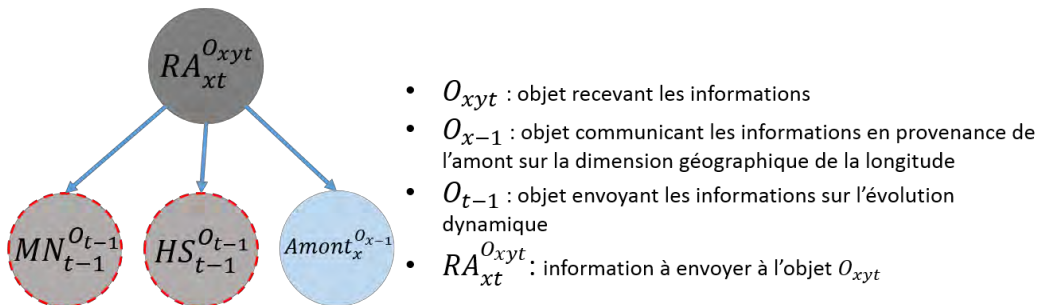 $RA_{xt}^{O_{xyt}}$
$MN_{t-1}^{O_{t-1}}$
$HS_{t-1}^{O_{t-1}}$
$Amont_{x}^{O_{x-1}}$
• $O_{xyt}$ : objet recevant les informations
• $O_{x-1}$ : objet communicant les informations en provenance de
l'amont sur la dimension géographique de la longitude
• $O_{t-1}$ : objet envoyant les informations sur l'évolution
dynamique
• $RA_{xt}^{O_{xyt}}$: information à envoyer à l'objet $O_{xyt}$